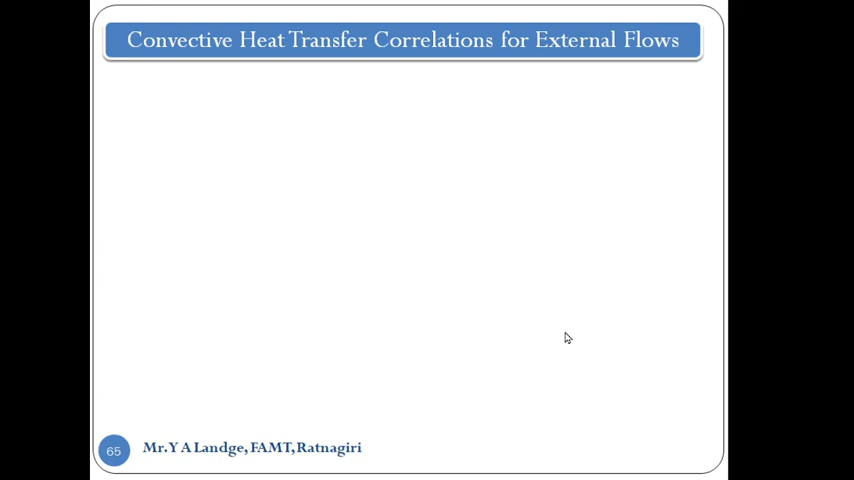 Convective Heat Transfer Correlations for External Flows
65
Mr.Y A Landge, FAMT, Ratnagiri